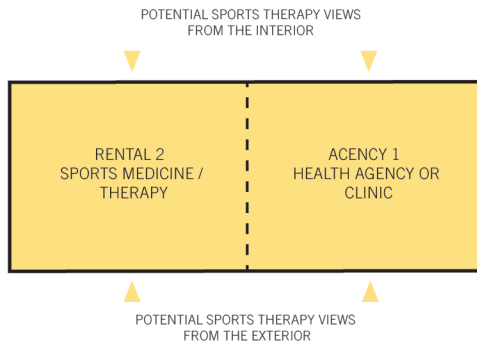 POTENTIAL SPORTS THERAPY VIEWS
FROM THE INTERIOR
RENTAL 2
SPORTS MEDICINE /
THERAPY
ACENCY 1
HEALTH AGENCY OR
CLINIC
POTENTIAL SPORTS THERAPY VIEWS
FROM THE EXTERIOR